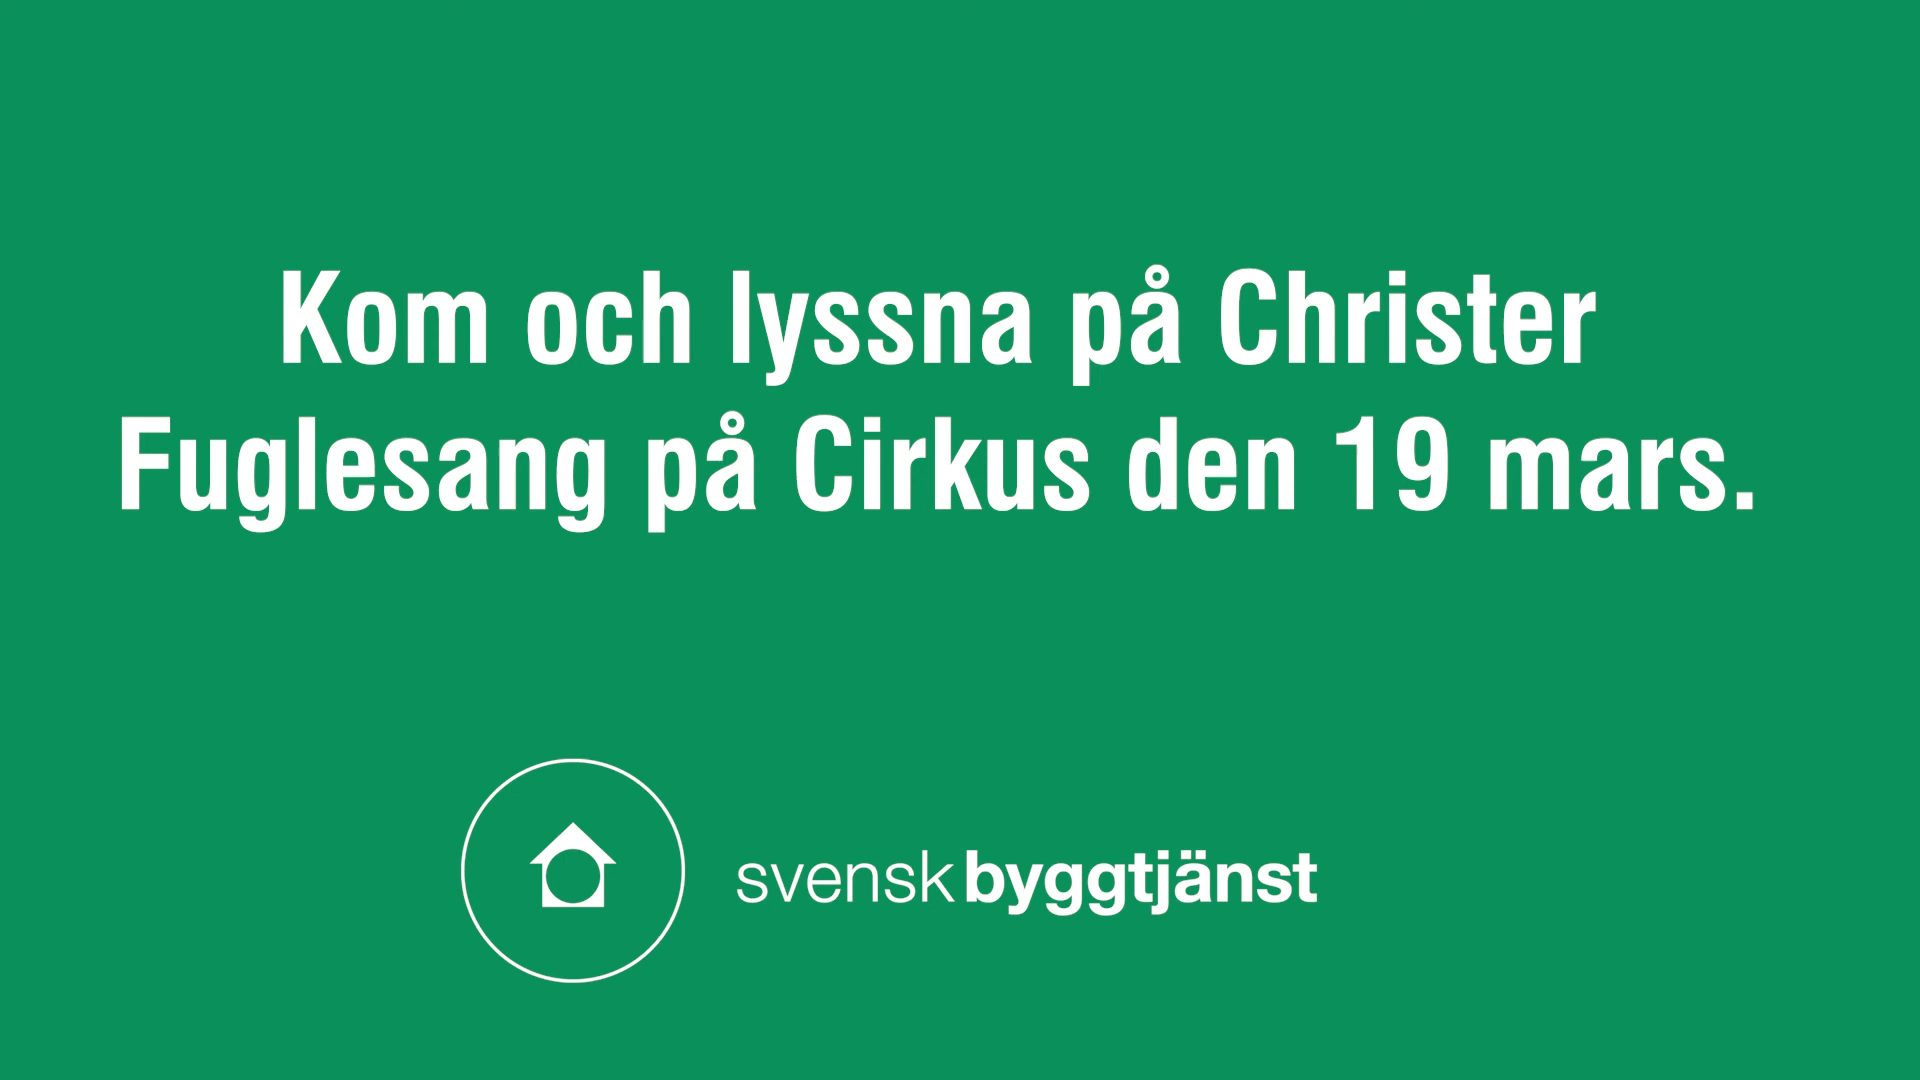 Kom och lyssna på Christer
Fuglesang på Cirkus den 19 mars.
svensk byggtjänst